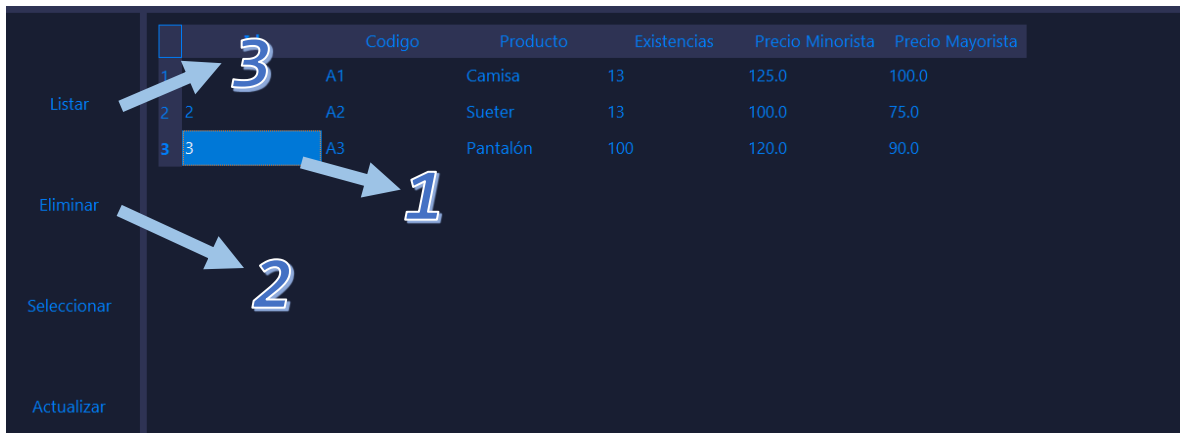 Codigo Producto Existencias Precio Minorista Precio Mayorista
1 A1 Camisa 13 125.0 100.0
2 2 A2 Sueter 13 100.0 75.0
3 3 A3 Pantalón 100 120.0 90.0
Listar
Eliminar
Seleccionar
Actualizar
3
1
2